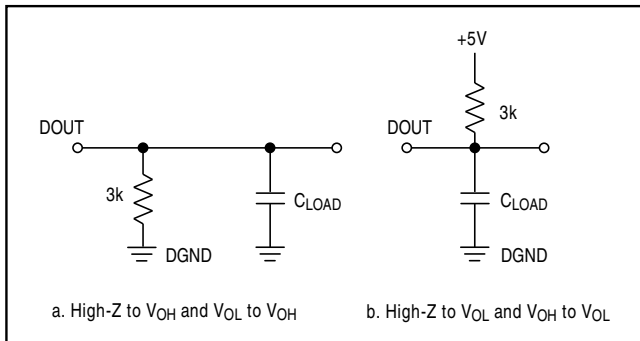 DOUT
3k
CLOAD
DGND
a. High-Z to VOH and VOL to VOH
+5V
3k
DOUT
CLOAD
DGND
b. High-Z to VOL and VOH to VOL